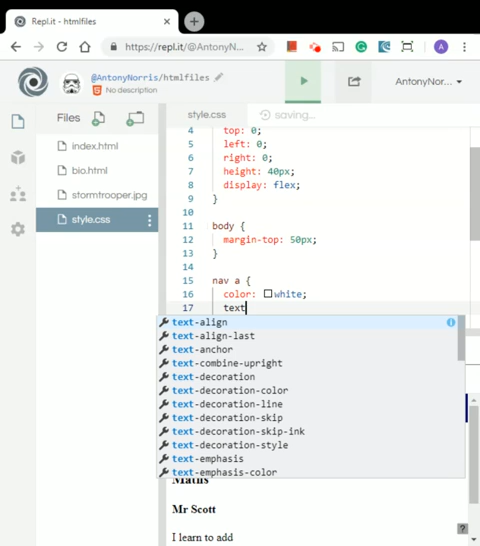 Repl.it - htmlfiles
https://repl.it/@AntonyN...
A
@AntonyNorris/htmlfiles
No description
AntonyNor...
Files
index.html
bio.html
stormtrooper.jpg
style.css
style.css
saving...
4 top: 0;
5 left: 0;
6 right: 0;
7 height: 40px;
8 display: flex;
9 }
10
11 body {
12 margin-top: 50px;
13 }
14
15 nav a {
16 color: white;
17 text
text-align
text-align-last
text-anchor
text-combine-upright
text-decoration
text-decoration-color
text-decoration-line
text-decoration-skip
text-decoration-skip-ink
text-decoration-style
text-emphasis
text-emphasis-color
Maths
Mr Scott
I learn to add
?